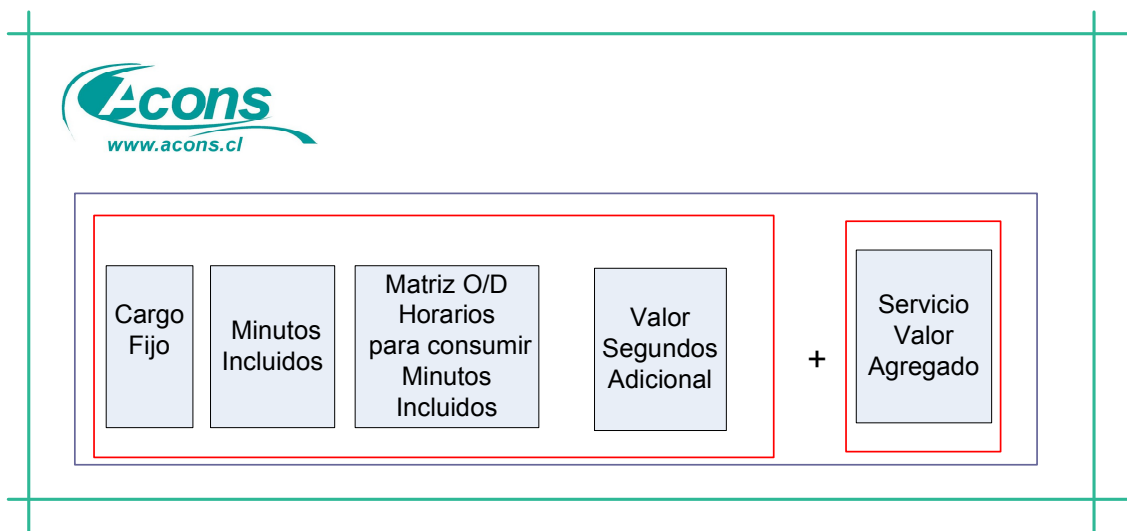 Acons
www.acons.cl
Cargo
Fijo
Minutos
Incluidos
Matriz O/D
Horarios
para consumir
Minutos
Incluidos
Valor
Segundos
Adicional
+
Servicio
Valor
Agregado